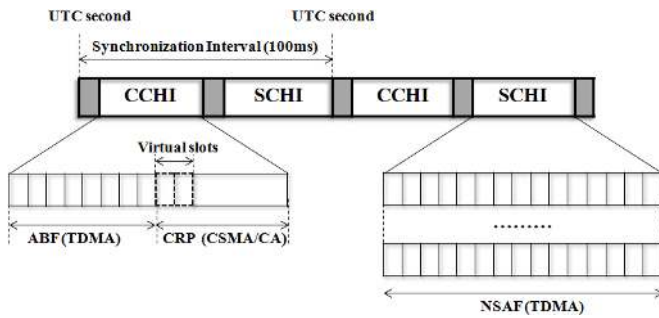 UTC second
UTC second
Synchronization Interval (100ms)
CCHI
SCHI
CCHI
SCHI
Virtual slots
.........
ABF (TDMA)
CRP (CSMA/CA)
NSAF (TDMA)